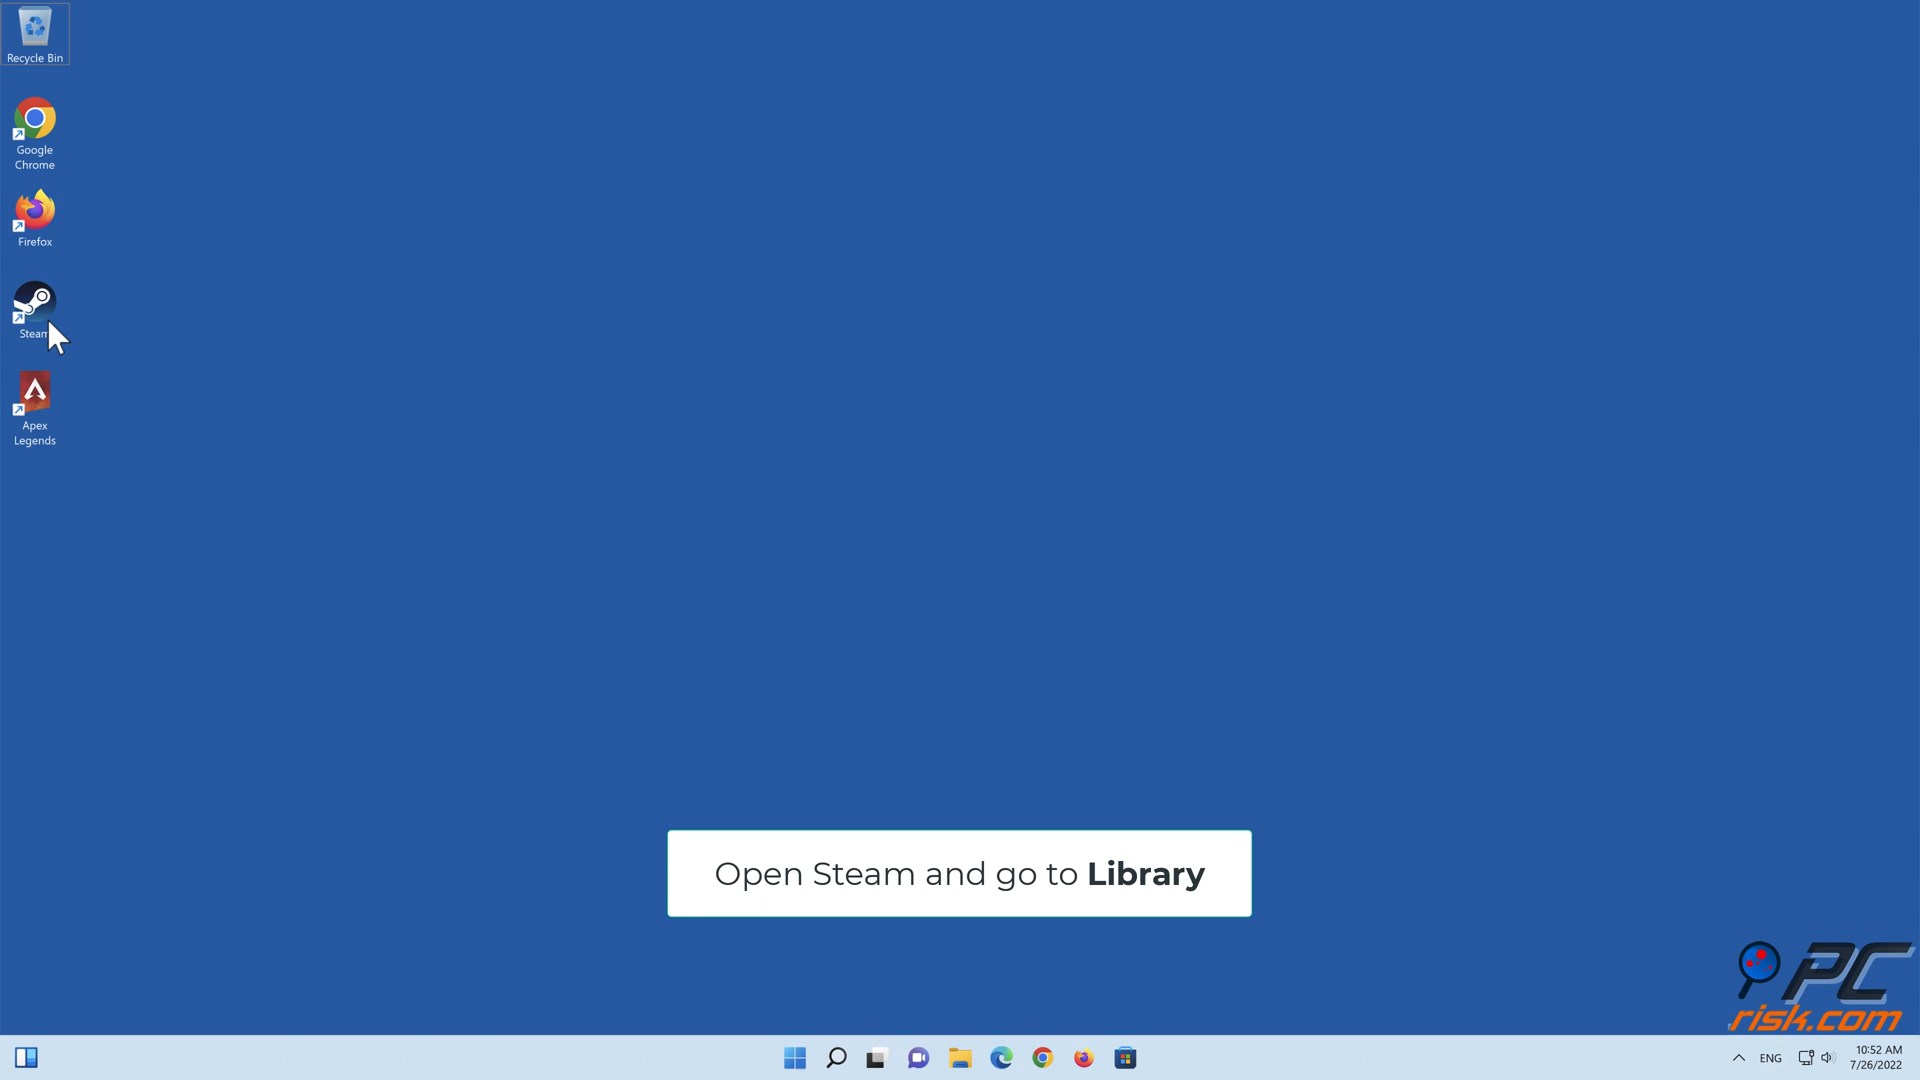 Recycle Bin
Google
Chrome
Firefox
Steam
Apex
Legends
Open Steam and go to Library
PC
risk.com
ENG
10:52 AM
7/26/2022